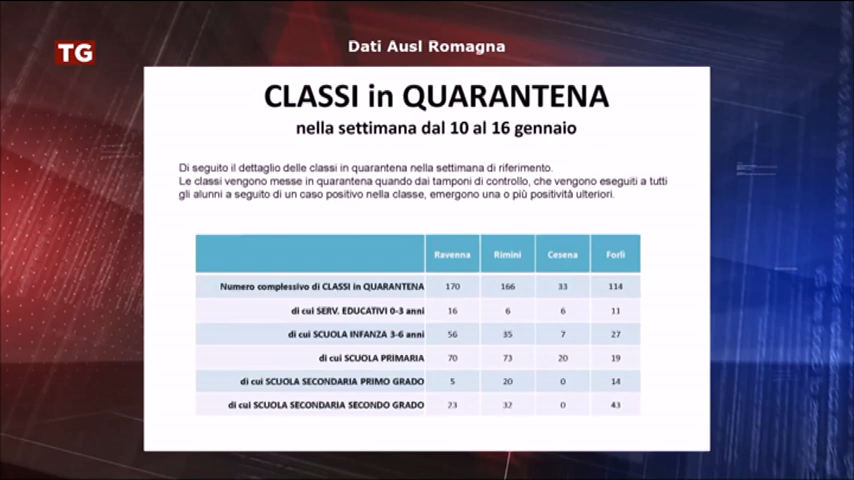 TG
Dati Ausl Romagna
CLASSI in QUARANTENA
nella settimana dal 10 al 16 gennaio
Di seguito il dettaglio delle classi in quarantena nella settimana di riferimento.
Le classi vengono messe in quarantena quando dai tamponi di controllo, che vengono eseguiti a tutti
gli alunni a seguito di un caso positivo nella classe, emergono una o più positività ulteriori.
Ravenna Rimini Cesena Forlì
Numero complessivo di CLASSI in QUARANTENA 170 166 33 114
di cui SERV. EDUCATIVI 0-3 anni 16 6 6 11
di cui SCUOLA INFANZA 3-6 anni 56 35 7 27
di cui SCUOLA PRIMARIA 70 73 20 19
di cui SCUOLA SECONDARIA PRIMO GRADO 5 20 0 14
di cui SCUOLA SECONDARIA SECONDO GRADO 23 32 0 43